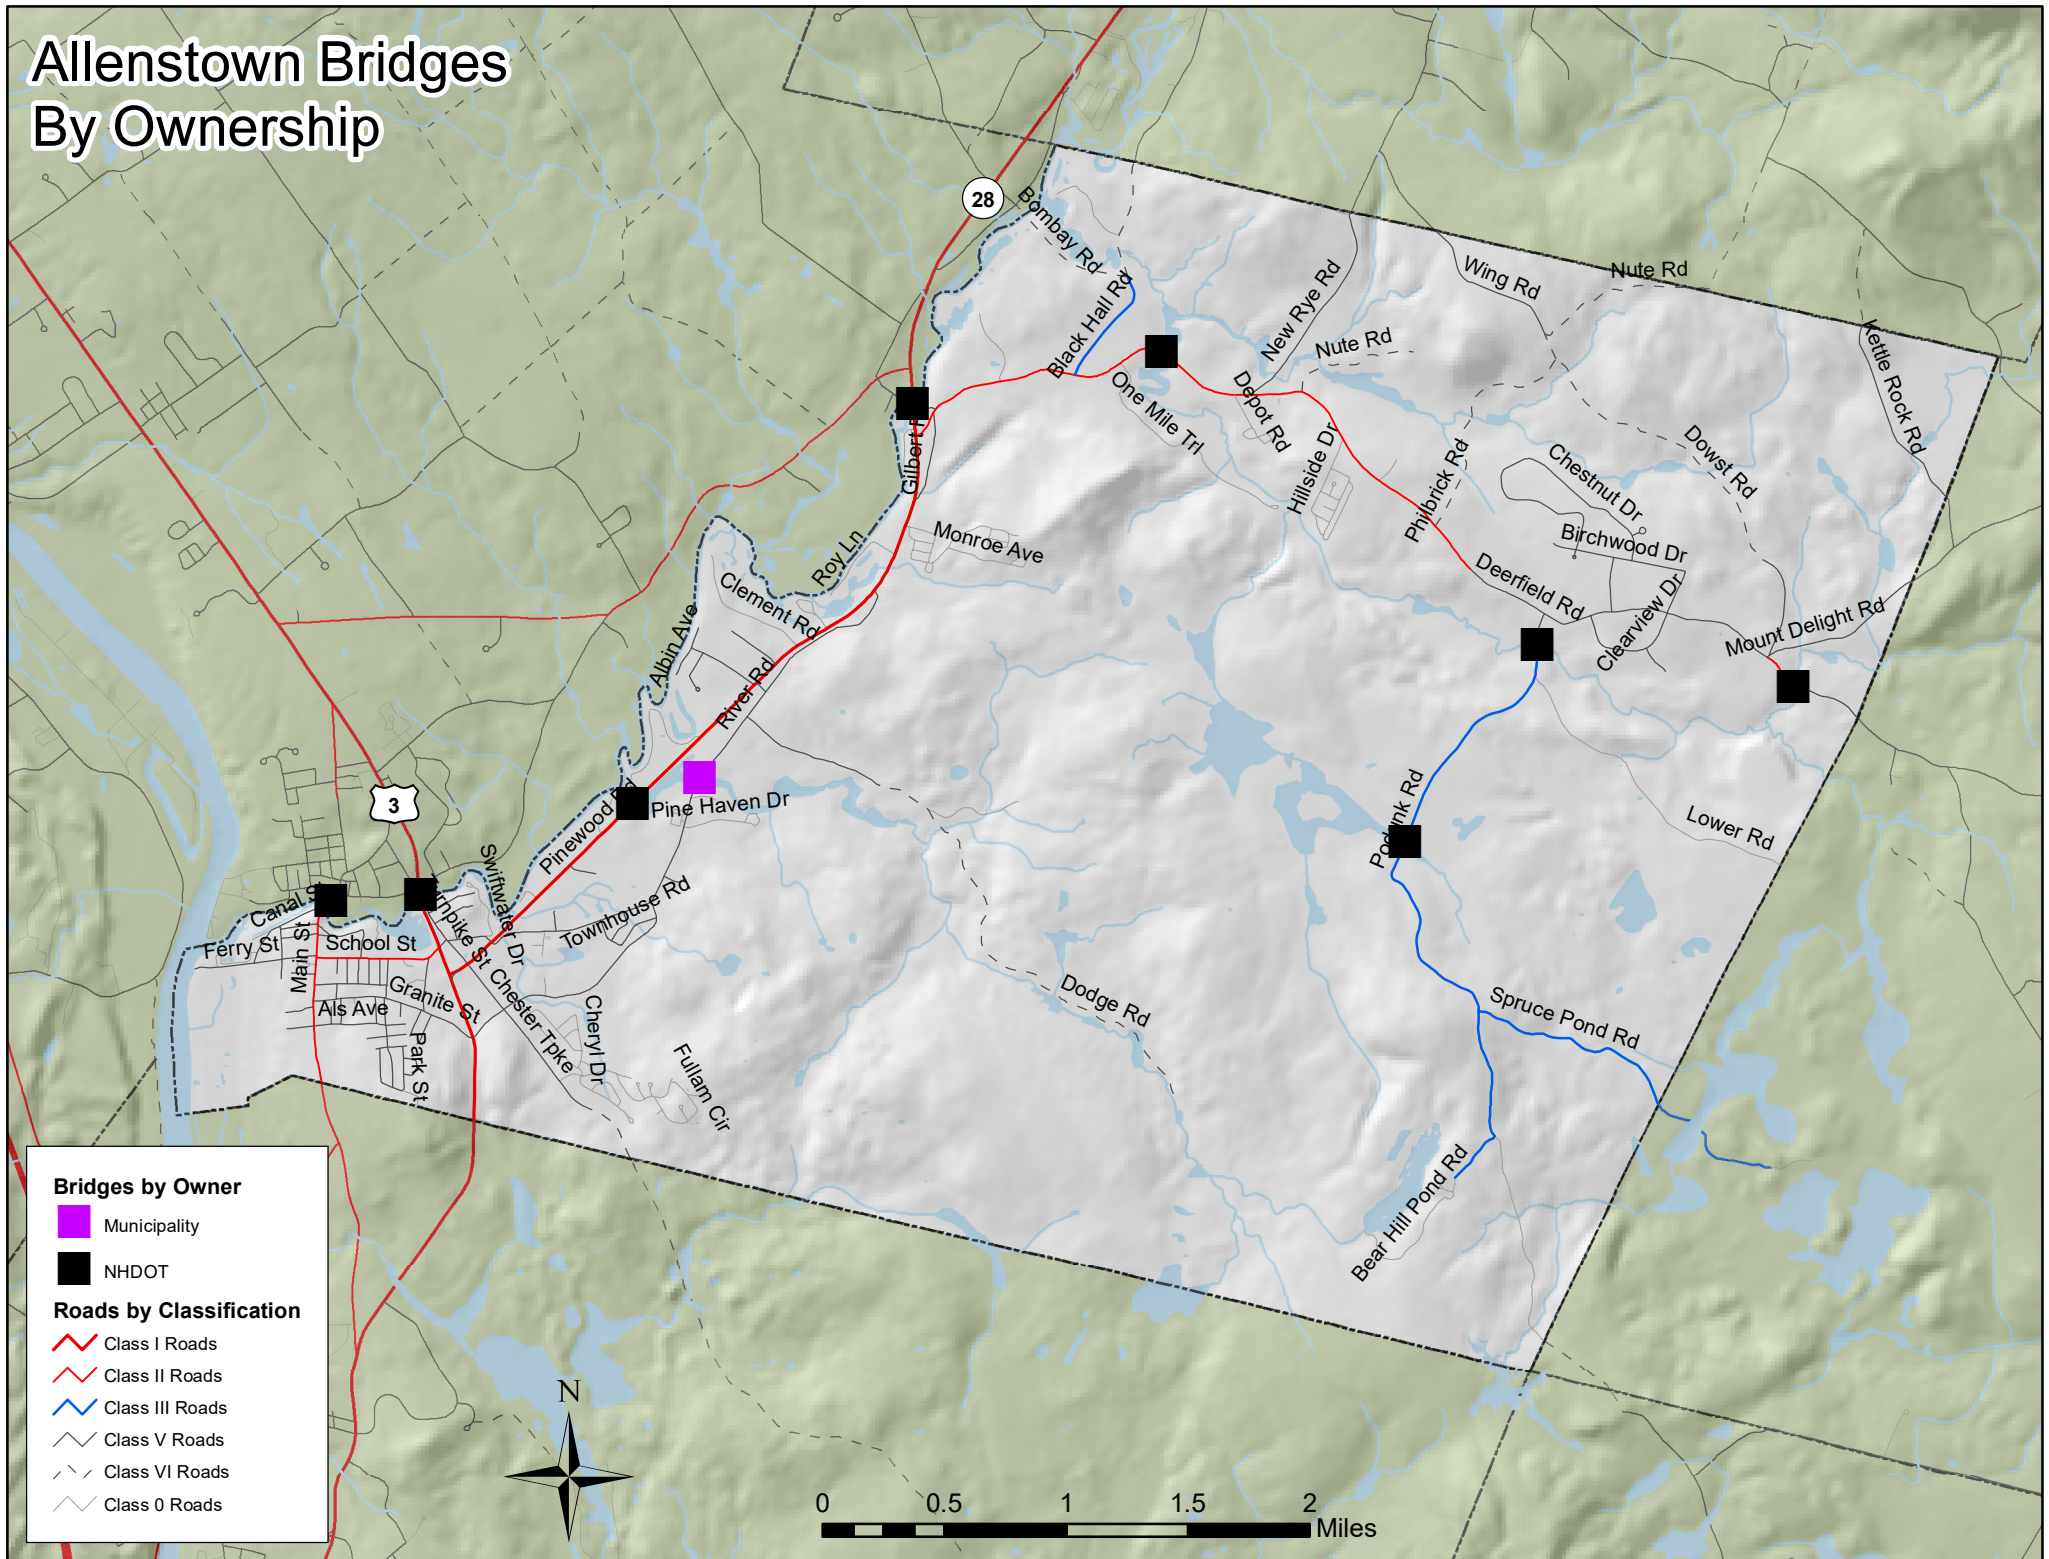 Allenstown Bridges
By Ownership
28
Bombay Rd
Nute Rd
Wing Rd
New Rye Rd
Black Hall Rd
Nute Rd
Kettle Rock Rd
One Mile Trl
Depot Rd
Hillside Dr
Philbrick Rd
Chestnut Dr
Dowst Rd
Birchwood Dr
Gilbert
Monroe Ave
Roy Ln
Clement Rd
Deerfield Rd
Clearview Dr
Mount Delight Rd
Albin Ave
River Rd
3
Pine Haven Dr
Pinewood
Rd
Lower Rd
Swiftwater Dr
Townhouse Rd
Canal
Ferry St
Main St
School St
St
Als Ave
Granite St
Park St
Chester Tpke
Cheryl Dr
Fullam Cir
Dodge Rd
Spruce Pond Rd
Bear Hill Pond Rd
Bridges by Owner
Municipality
NHDOT
Roads by Classification
Class I Roads
Class II Roads
Class III Roads
Class V Roads
Class VI Roads
Class 0 Roads
N
0 0.5 1 1.5 2
Miles